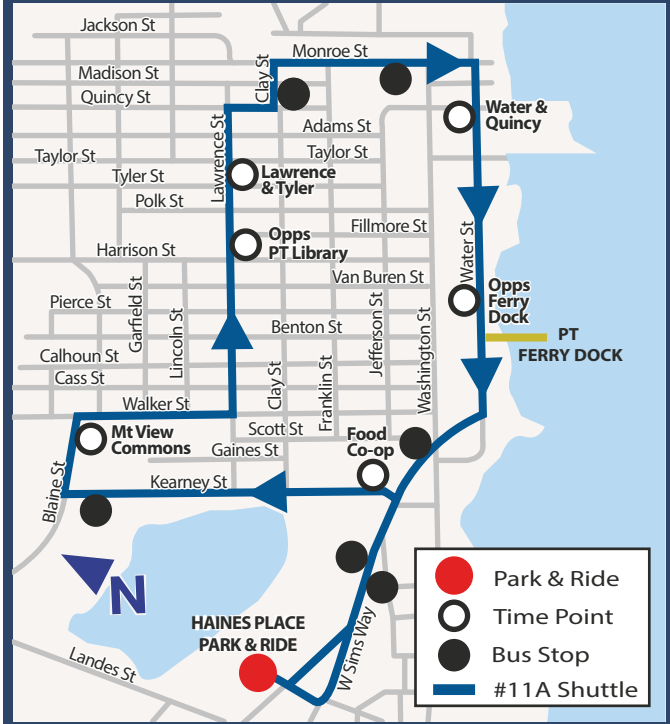 Jackson St
Monroe St
Madison St
Clay St
Quincy St
Water &
Quincy
Adams St
Lawrence St
Taylor St
Taylor St
Tyler St
Lawrence
& Tyler
Polk St
Fillmore St
Opps
PT Library
Harrison St
Water St
Van Buren St
Opps
Ferry
Dock
Pierce St
Garfield St
Lincoln St
Jefferson St
Washington St
Benton St
PT
FERRY DOCK
Calhoun St
Cass St
Clay St
Franklin St
Walker St
Scott St
Mt View
Commons
Food
Co-op
Gaines St
Blaine St
Kearney St
N
HAINES PLACE
PARK & RIDE
W Sims Way
Landes St
Park & Ride
Time Point
Bus Stop
#11A Shuttle